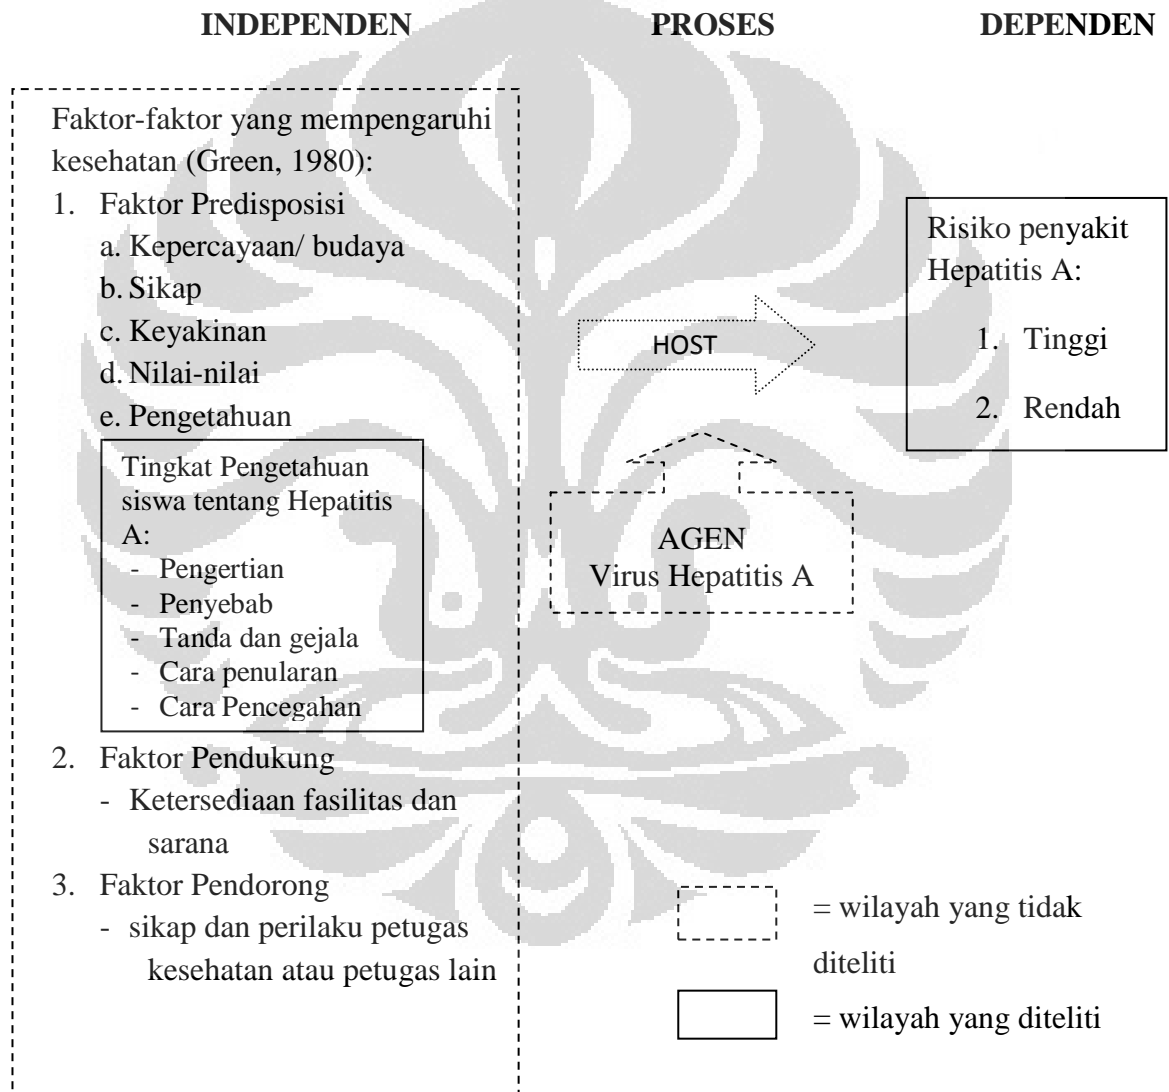 INDEPENDEN PROSES DEPENDEN
Faktor-faktor yang mempengaruhi
kesehatan (Green, 1980):
1. Faktor Predisposisi
a. Kepercayaan/ budaya
b. Sikap
c. Keyakinan
d. Nilai-nilai
e. Pengetahuan
Tingkat Pengetahuan
siswa tentang Hepatitis
A:
- Pengertian
- Penyebab
- Tanda dan gejala
- Cara penularan
- Cara Pencegahan
2. Faktor Pendukung
- Ketersediaan fasilitas dan
sarana
3. Faktor Pendorong
- sikap dan perilaku petugas
kesehatan atau petugas lain
HOST
AGEN
Virus Hepatitis A
Risiko penyakit
Hepatitis A:
1. Tinggi
2. Rendah
= wilayah yang tidak
diteliti
= wilayah yang diteliti